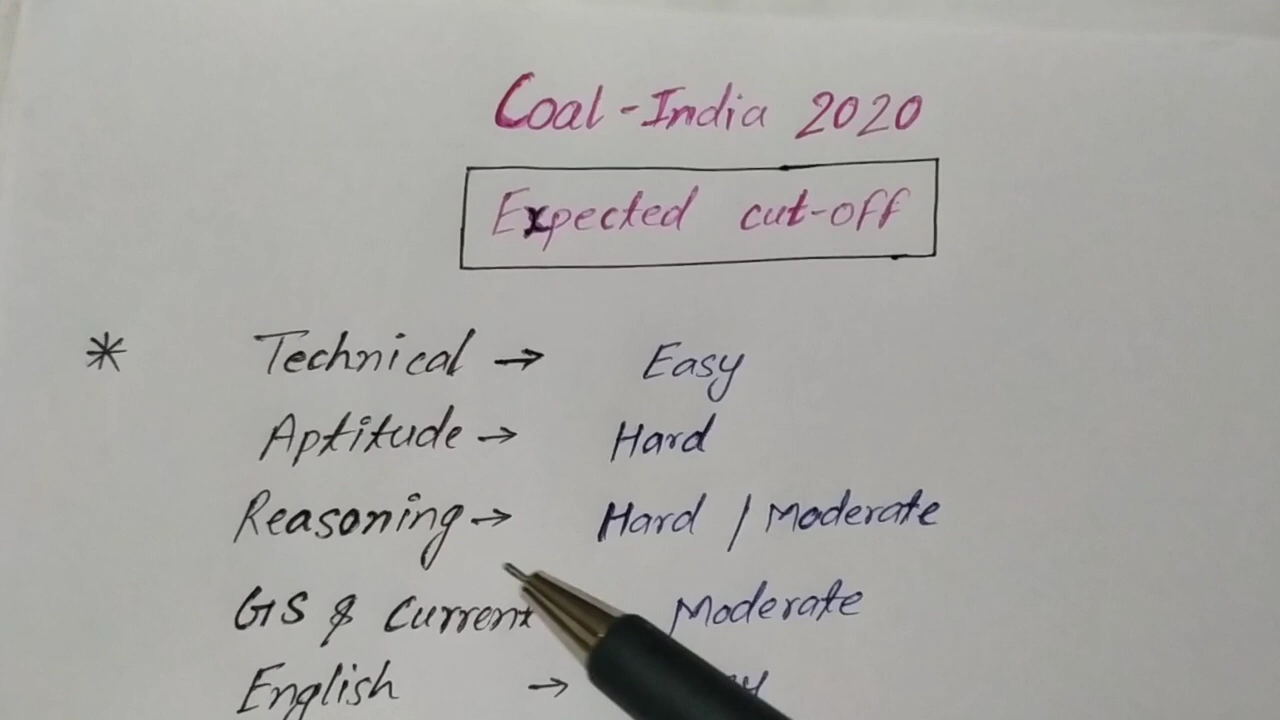 Coal-India 2020
Expected cut-off
* Technical → Easy
Aptitude → Hard
Reasoning → Hard / Moderate
GS & Current Moderate
English →